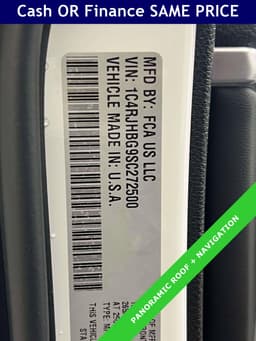 Cash OR Finance SAME PRICE
MFD BY: FCA US LLC
VIN: 1C4RJHBG9SC272500
VEHICLE MADE IN U.S.A.
PANORAMIC ROOF + NAVIGATION